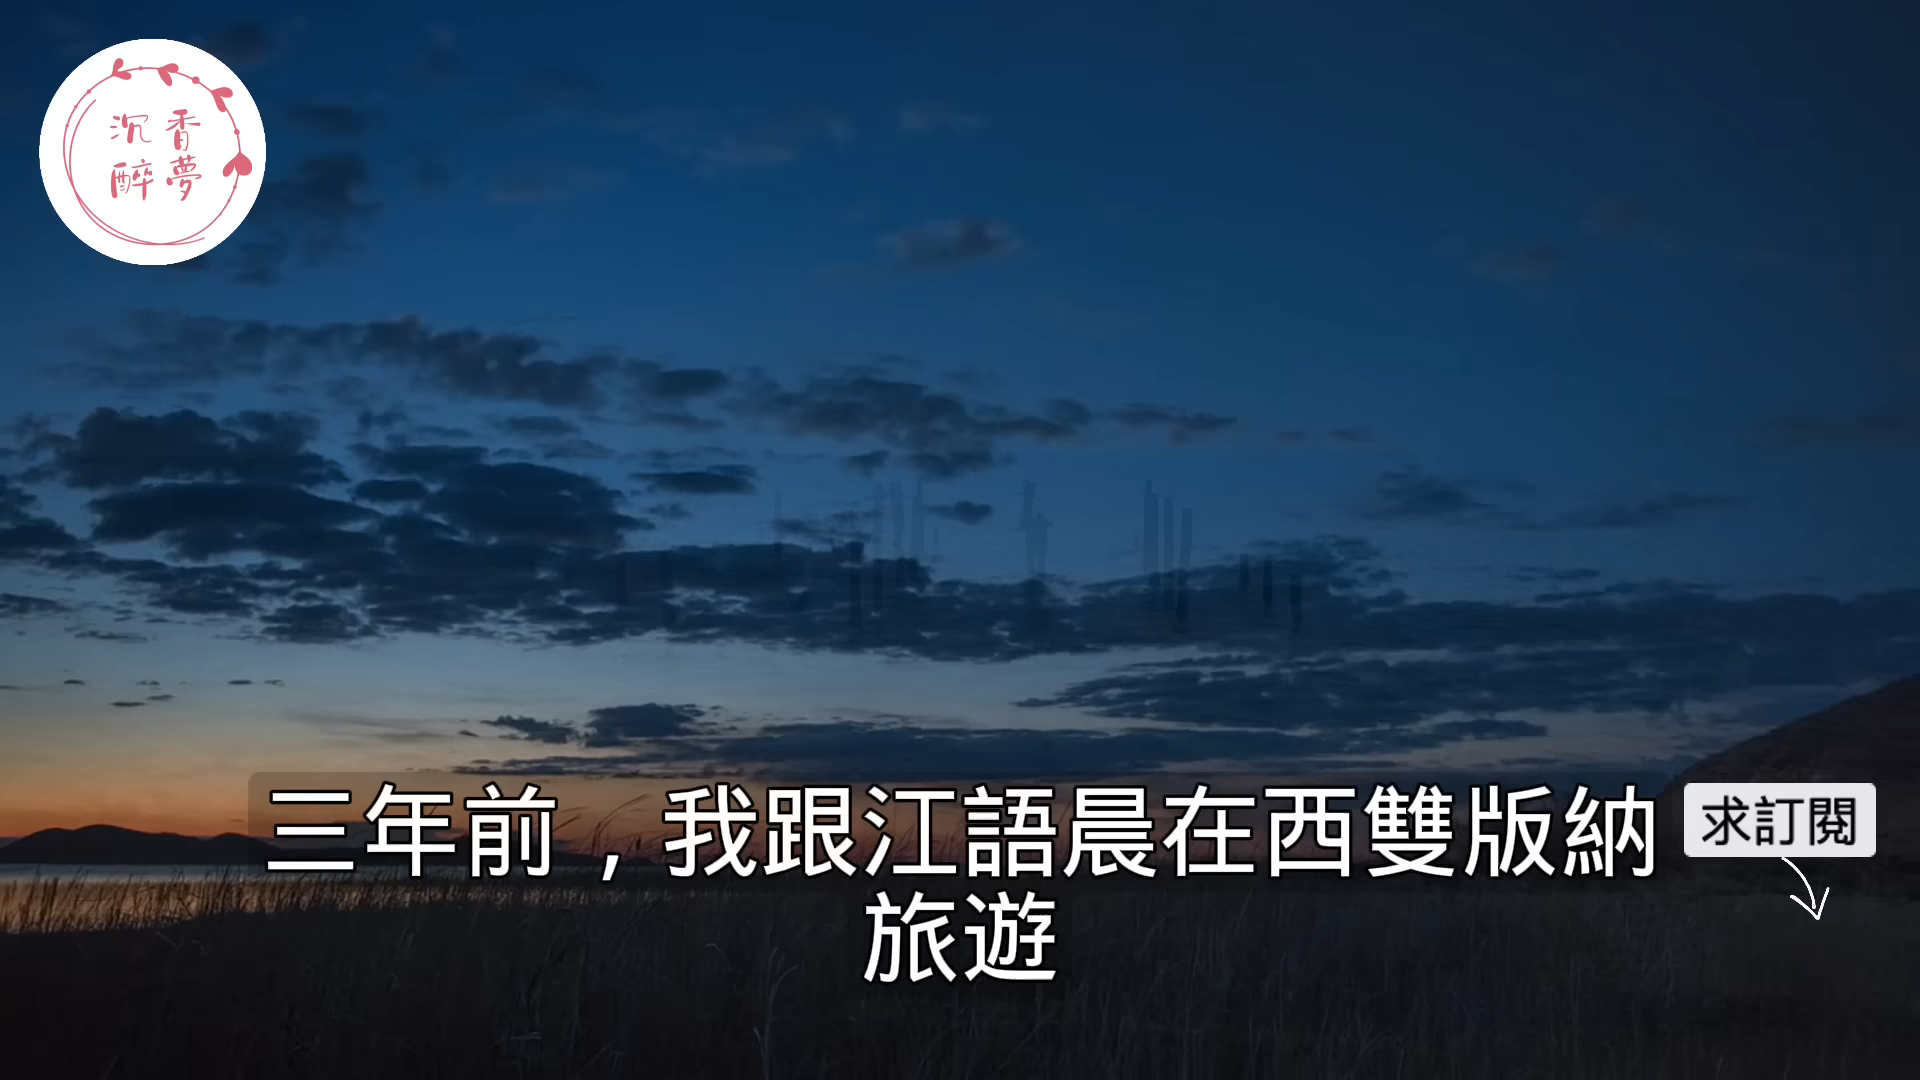 沉香
醉夢
三年前，我跟江語晨在西雙版納
旅遊
求訂閱